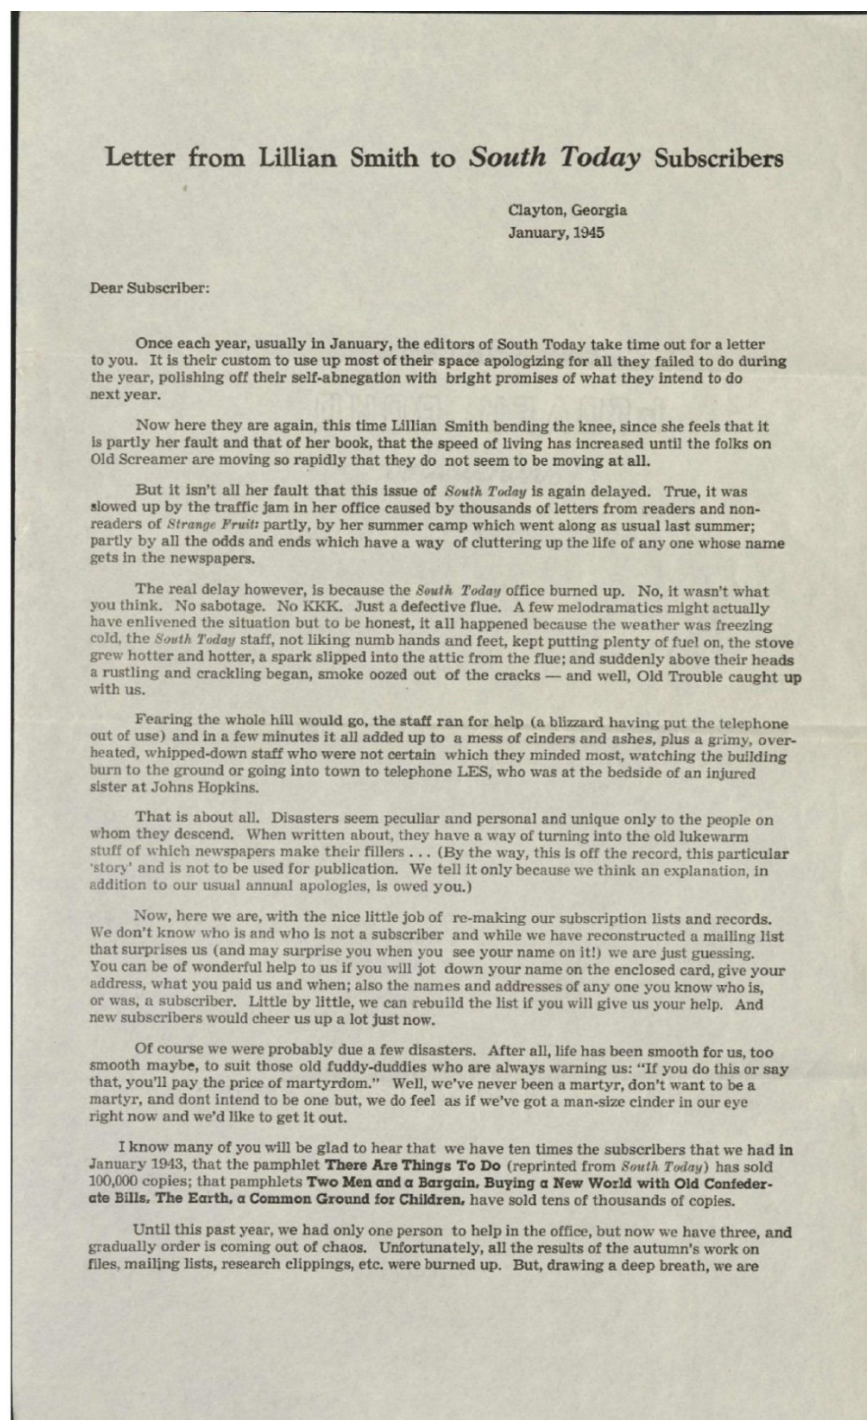 Letter from Lillian Smith to South Today Subscribers
Clayton, Georgia
January, 1945
Dear Subscriber:
Once each year, usually in January, the editors of South Today take time out for a letter
to you. It is their custom to use up most of their space apologizing for all they failed to do during
the year, polishing off their self-abnegation with bright promises of what they intend to do
next year.
Now here they are again, this time Lillian Smith bending the knee, since she feels that it
is partly her fault and that of her book, that the speed of living has increased until the folks on
Old Screamer are moving so rapidly that they do not seem to be moving at all.
But it isn't all her fault that this issue of South Today is again delayed. True, it was
slowed up by the traffic jam in her office caused by thousands of letters from readers and non-
readers of Strange Fruit: partly, by her summer camp which went along as usual last summer;
partly by all the odds and ends which have a way of cluttering up the life of any one whose name
gets in the newspapers.
The real delay however, is because the South Today office burned up. No, it wasn't what
you think. No sabotage. No KKK. Just a defective flue. A few melodramatics might actually
have enlivened the situation but to be honest, it all happened because the weather was freezing
cold, the South Today staff, not liking numb hands and feet, kept putting plenty of fuel on, the stove
grew hotter and hotter, a spark slipped into the attic from the flue; and suddenly above their heads
a rustling and crackling began, smoke oozed out of the cracks — and well, Old Trouble caught up
with us.
Fearing the whole hill would go, the staff ran for help (a blizzard having put the telephone
out of use) and in a few minutes it all added up to a mess of cinders and ashes, plus a grimy, over-
heated, whipped-down staff who were not certain which they minded most, watching the building
burn to the ground or going into town to telephone LES, who was at the bedside of an injured
sister at Johns Hopkins.
That is about all. Disasters seem peculiar and personal and unique only to the people on
whom they descend. When written about, they have a way of turning into the old lukewarm
stuff of which newspapers make their fillers . . . (By the way, this is off the record, this particular
'story' and is not to be used for publication. We tell it only because we think an explanation, in
addition to our usual annual apologies, is owed you.)
Now, here we are, with the nice little job of re-making our subscription lists and records.
We don't know who is and who is not a subscriber and while we have reconstructed a mailing list
that surprises us (and may surprise you when you see your name on it!) we are just guessing.
You can be of wonderful help to us if you will jot down your name on the enclosed card, give your
address, what you paid us and when; also the names and addresses of any one you know who is,
or was, a subscriber. Little by little, we can rebuild the list if you will give us your help. And
new subscribers would cheer us up a lot just now.
Of course we were probably due a few disasters. After all, life has been smooth for us, too
smooth maybe, to suit those old fuddy-duddies who are always warning us: "If you do this or say
that, you'll pay the price of martyrdom." Well, we've never been a martyr, don't want to be a
martyr, and dont intend to be one but, we do feel as if we've got a man-size cinder in our eye
right now and we'd like to get it out.
I know many of you will be glad to hear that we have ten times the subscribers that we had in
January 1943, that the pamphlet There Are Things To Do (reprinted from South Today) has sold
100,000 copies; that pamphlets Two Men and a Bargain, Buying a New World with Old Confeder-
ate Bills, The Earth, a Common Ground for Children, have sold tens of thousands of copies.
Until this past year, we had only one person to help in the office, but now we have three, and
gradually order is coming out of chaos. Unfortunately, all the results of the autumn's work on
files, mailing lists, research clippings, etc. were burned up. But, drawing a deep breath, we are